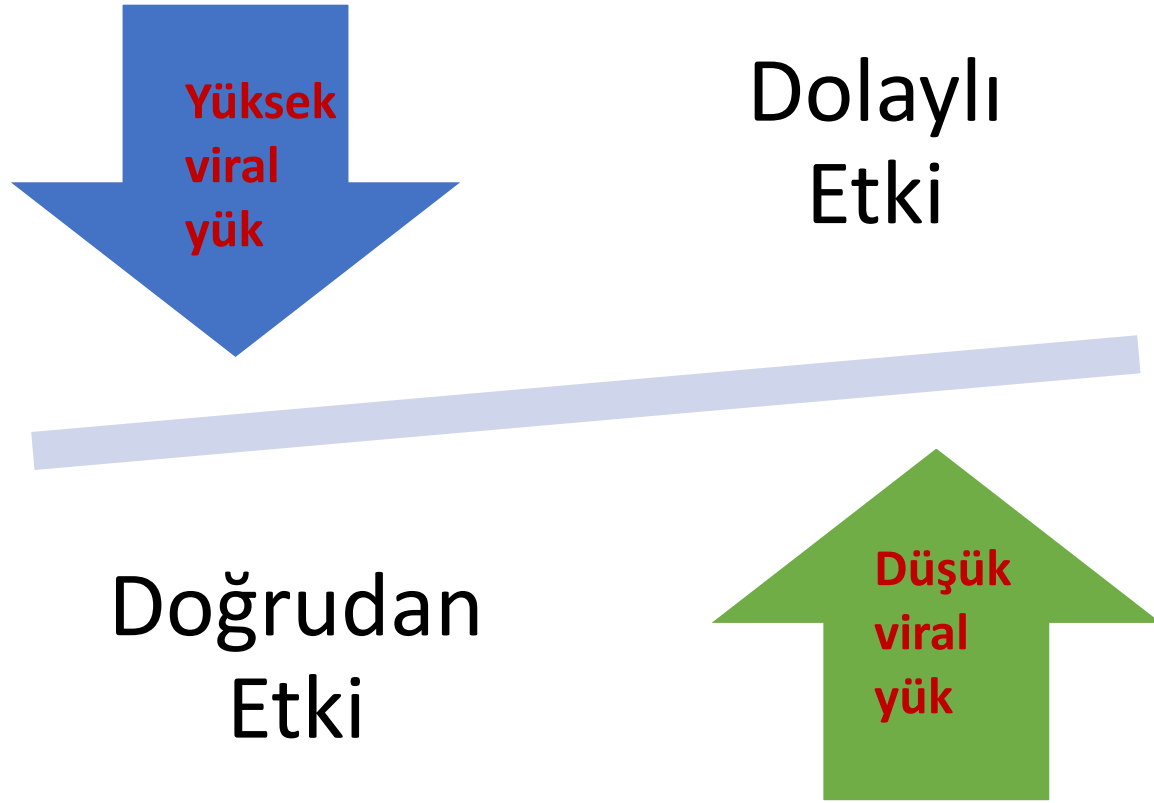 Yüksek
viral
yük
Dolaylı
Etki
Doğrudan
Etki
Düşük
viral
yük